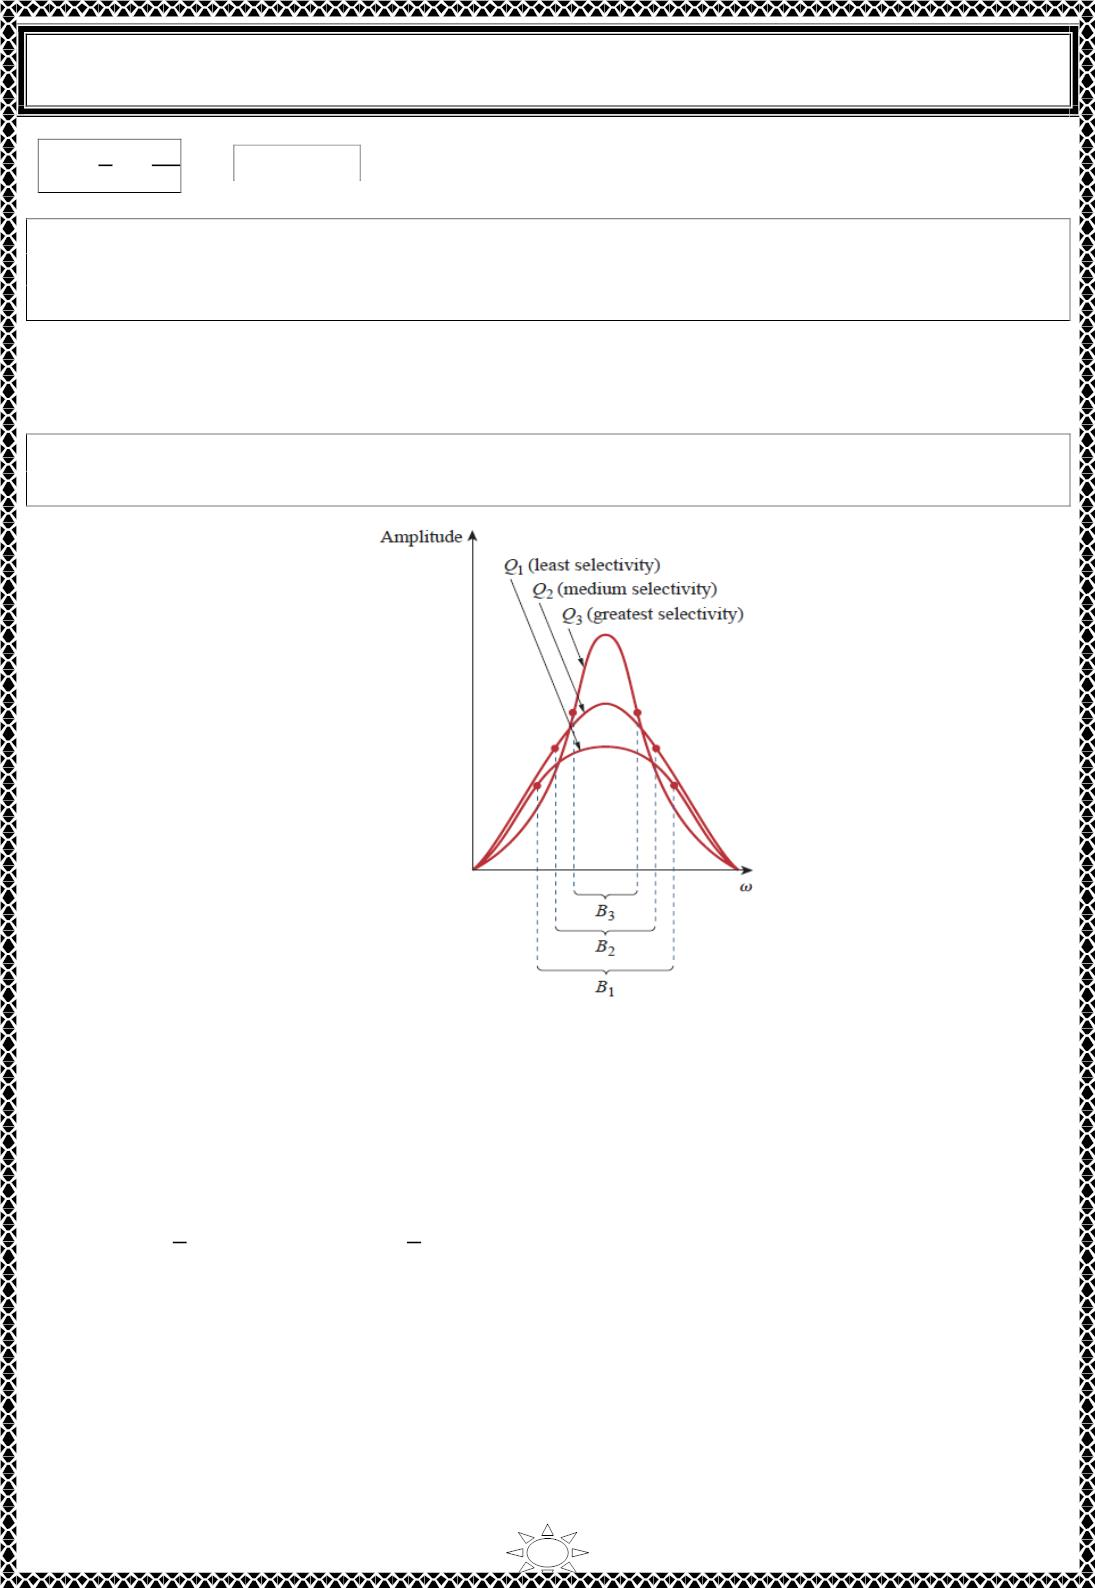 Amplitude
Q1 (least selectivity)
Q2 (medium selectivity)
Q3 (greatest selectivity)
ω
B3
B2
B1